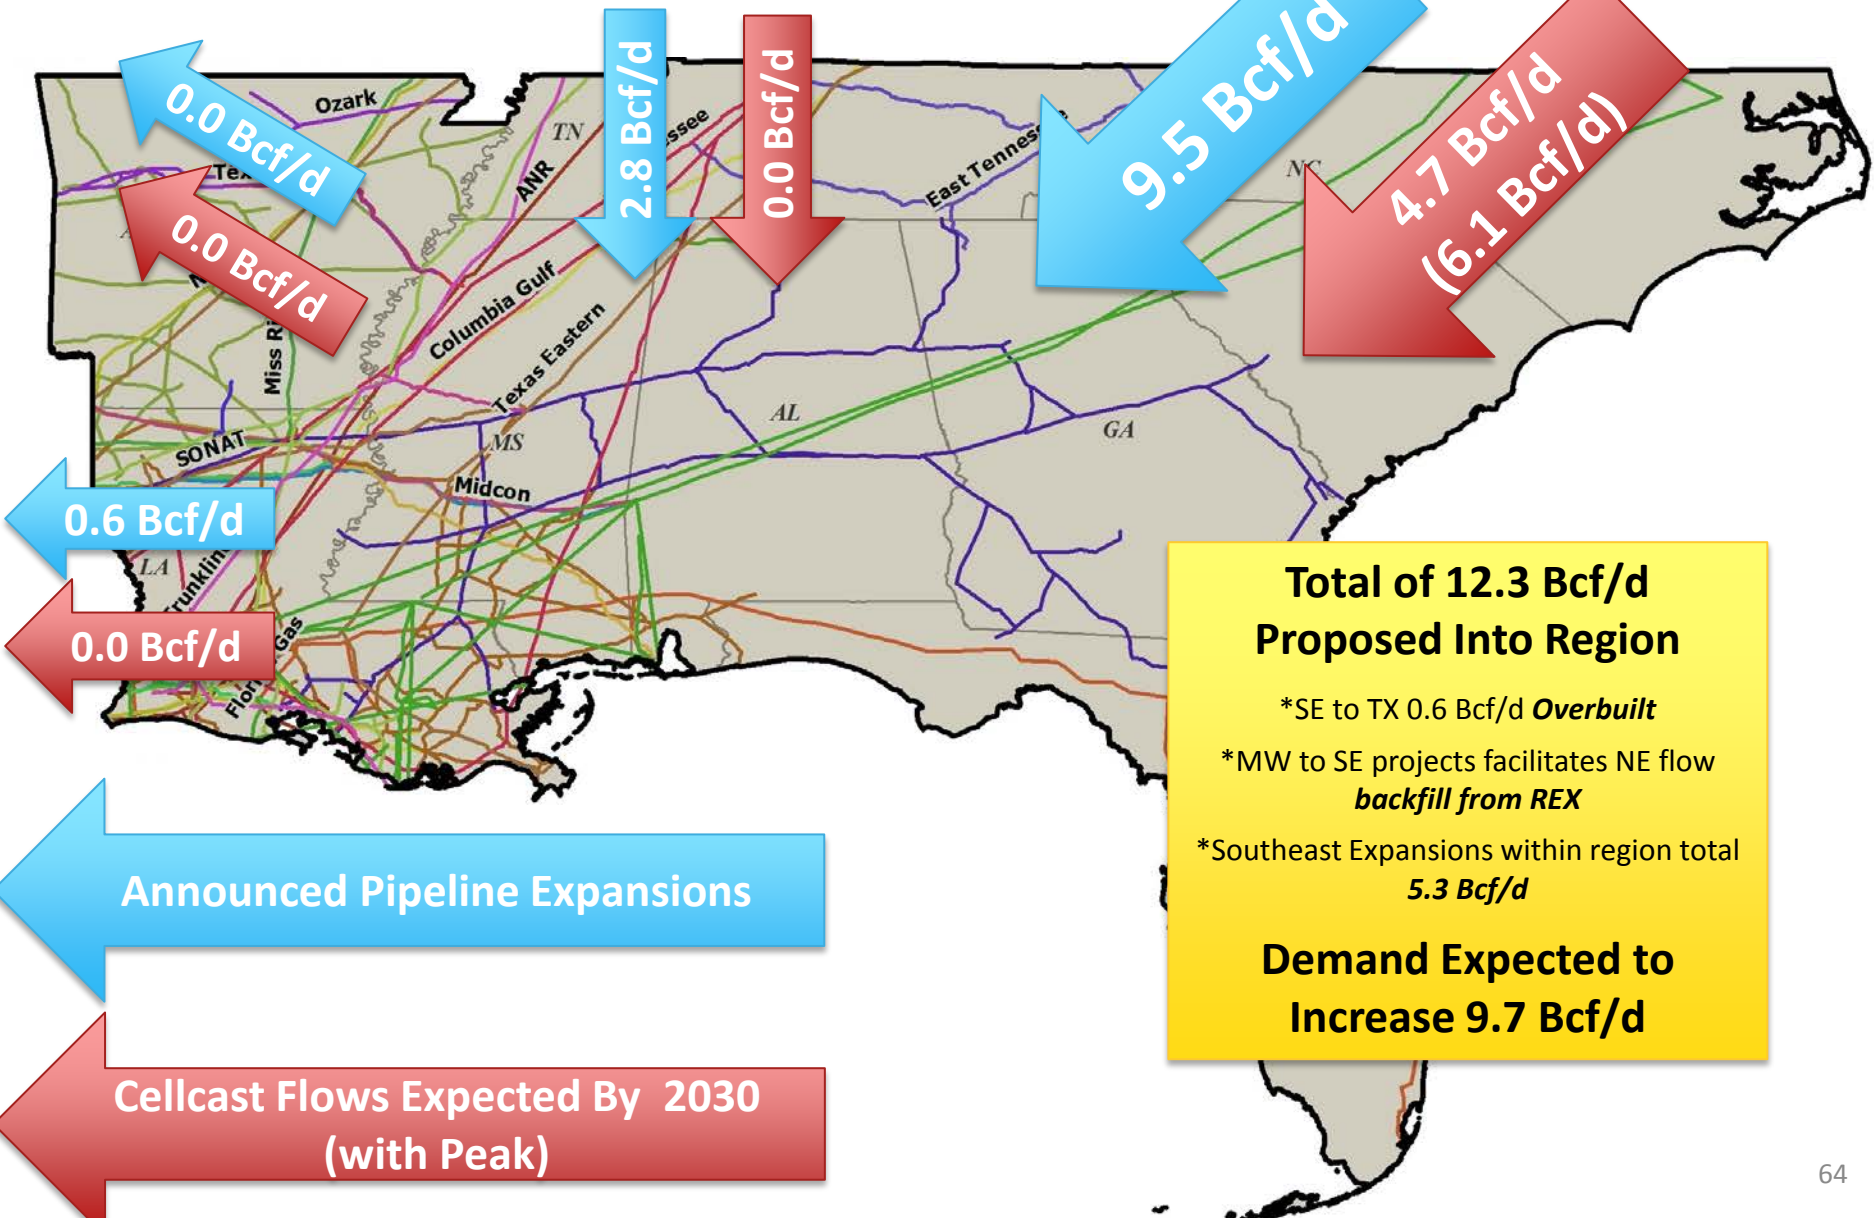 0.0 Bcf/d
2.8 Bcf/d
0.0 Bcf/d
9.5 Bcf/d
4.7 Bcf/d
(6.1 Bcf/d)
Ozark
TN
ANR
East Tennessee
NC
0.0 Bcf/d
Columbia Gulf
Texas Eastern
AL
GA
SONAT
MS
Midcon
0.6 Bcf/d
LA
0.0 Bcf/d
Gas
Total of 12.3 Bcf/d
Proposed Into Region
*SE to TX 0.6 Bcf/d Overbuilt
*MW to SE projects facilitates NE flow
backfill from REX
*Southeast Expansions within region total
5.3 Bcf/d
Demand Expected to
Increase 9.7 Bcf/d
Announced Pipeline Expansions
Cellcast Flows Expected By 2030
(with Peak)
64